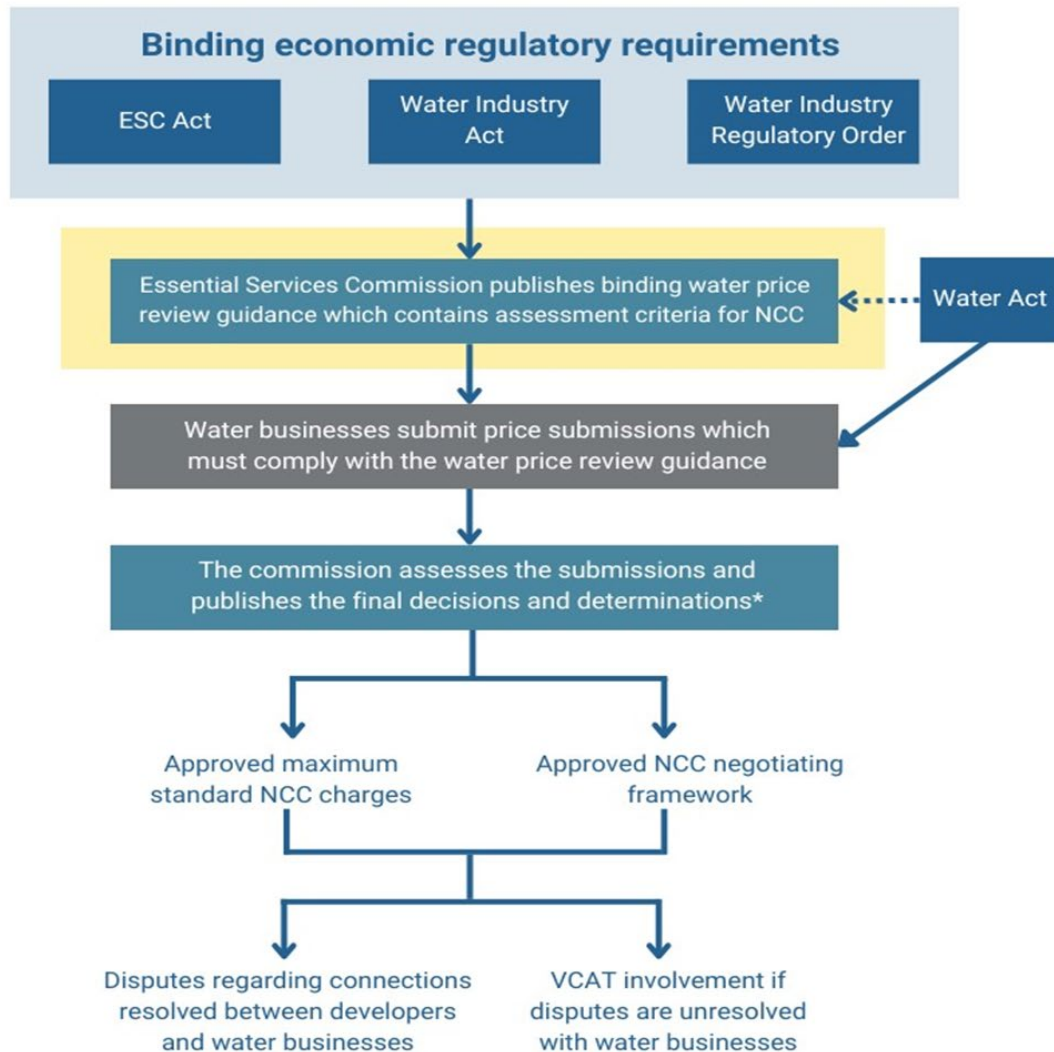 Binding economic regulatory requirements
ESC Act
Water Industry
Act
Water Industry
Regulatory Order
Essential Services Commission publishes binding water price
review guidance which contains assessment criteria for NCC
Water Act
Water businesses submit price submissions which
must comply with the water price review guidance
The commission assesses the submissions and
publishes the final decisions and determinations*
Approved maximum
standard NCC charges
Approved NCC negotiating
framework
Disputes regarding connections
resolved between developers
and water businesses
VCAT involvement if
disputes are unresolved
with water businesses